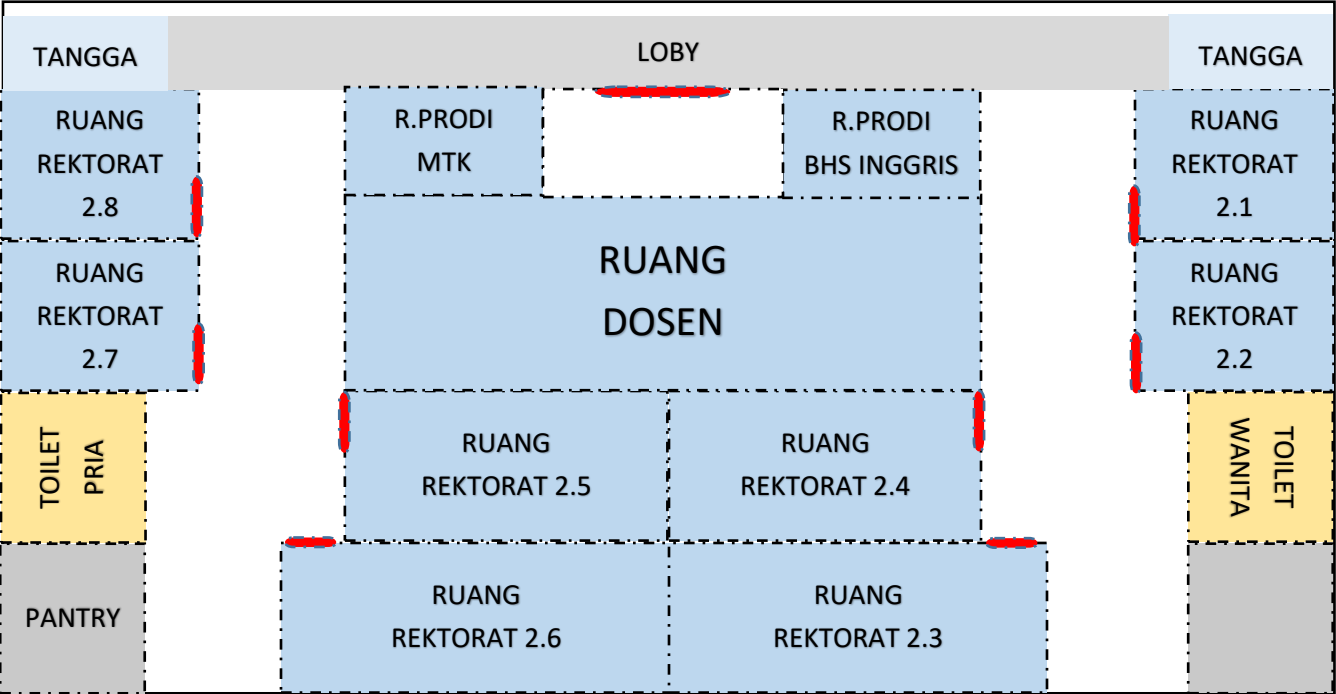 TANGGA
LOBY
TANGGA
RUANG
REKTORAT
2.8
R.PRODI
MTK
R.PRODI
BHS INGGRIS
RUANG
REKTORAT
2.1
RUANG
DOSEN
RUANG
REKTORAT
2.7
RUANG
REKTORAT
2.2
TOILET
PRIA
RUANG
REKTORAT 2.5
RUANG
REKTORAT 2.4
TOILET
WANITA
PANTRY
RUANG
REKTORAT 2.6
RUANG
REKTORAT 2.3